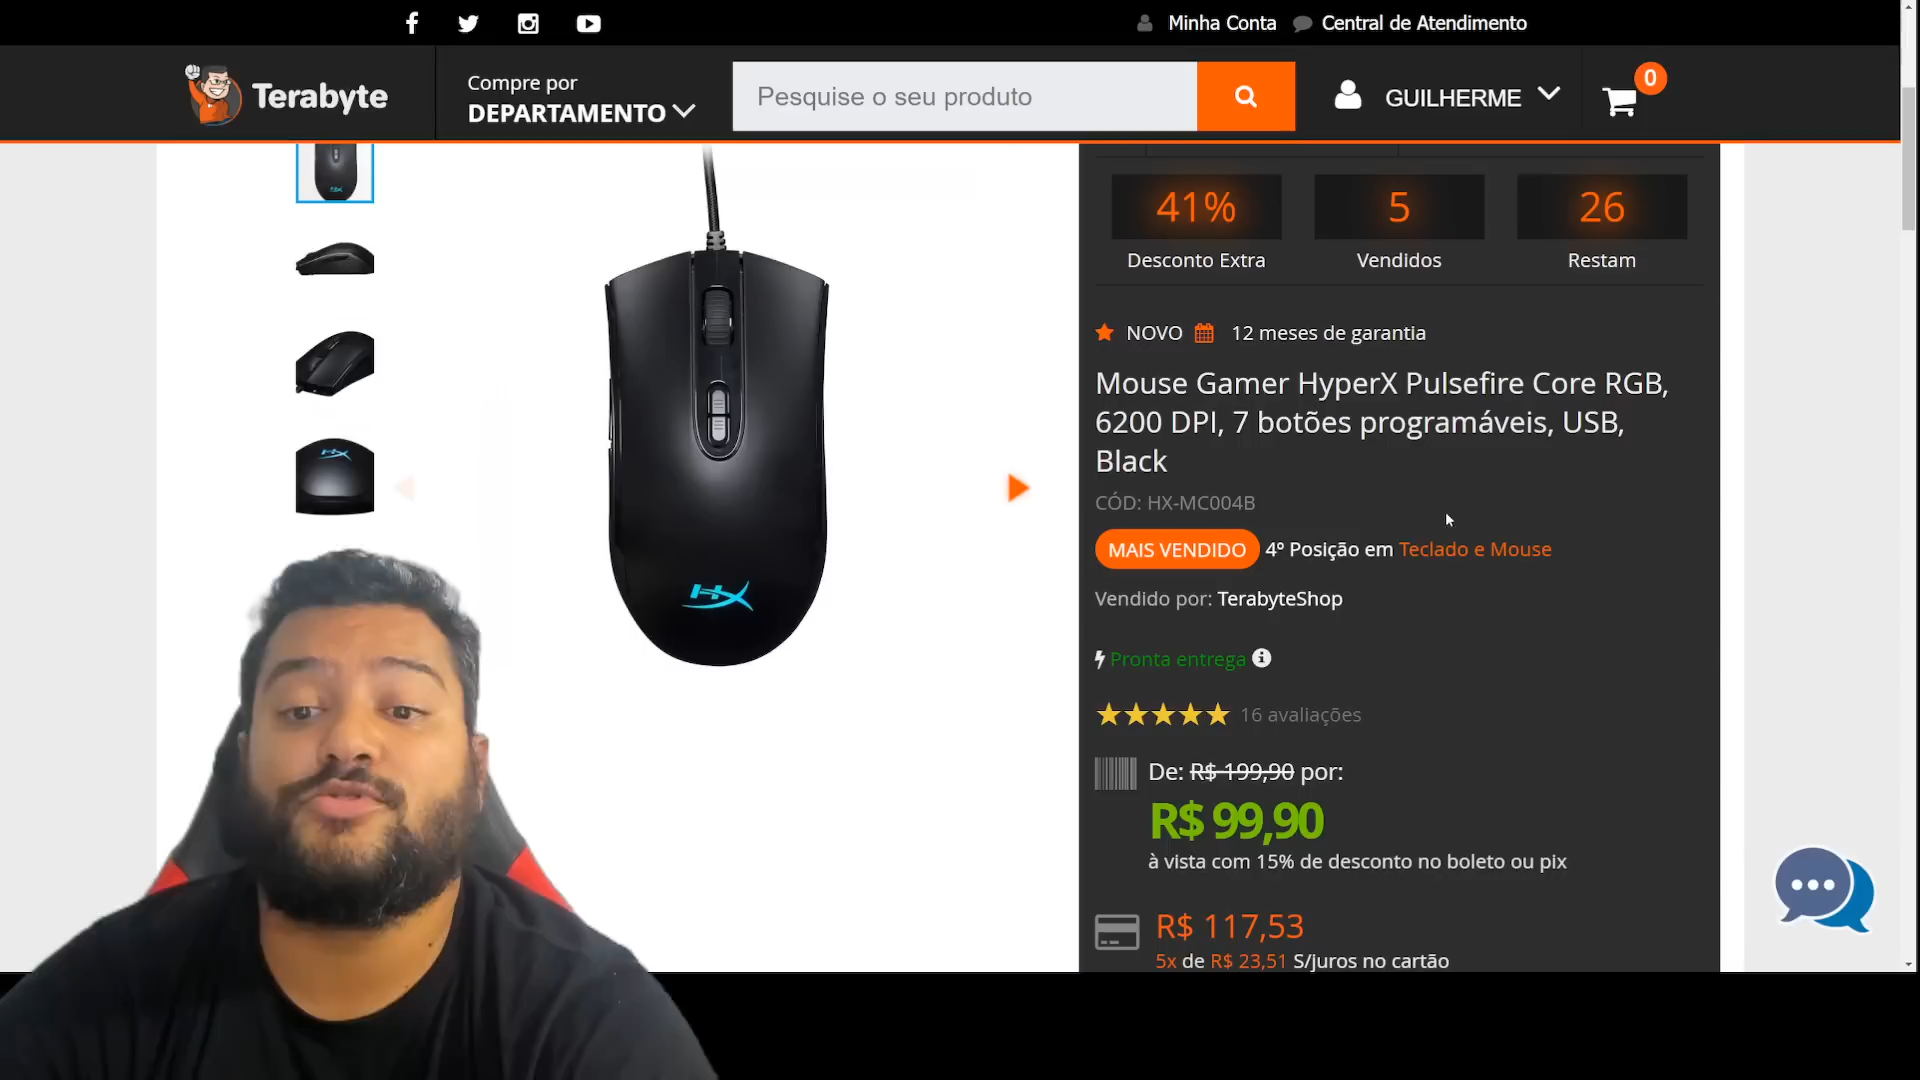 Minha Conta
Central de Atendimento
Terabyte
Compre por
DEPARTAMENTO
Pesquise o seu produto
GUILHERME
0
41%
Desconto Extra
5
Vendidos
26
Restam
NOVO
12 meses de garantia
Mouse Gamer HyperX Pulsefire Core RGB,
6200 DPI, 7 botões programáveis, USB,
Black
CÓD: HX-MC004B
MAIS VENDIDO 4º Posição em Teclado e Mouse
Vendido por: TerabyteShop
Pronta entrega
16 avaliações
De: R$ 199,90 por:
R$ 99,90
à vista com 15% de desconto no boleto ou pix
R$ 117,53
5x de R$ 23,51 S/juros no cartão
HX